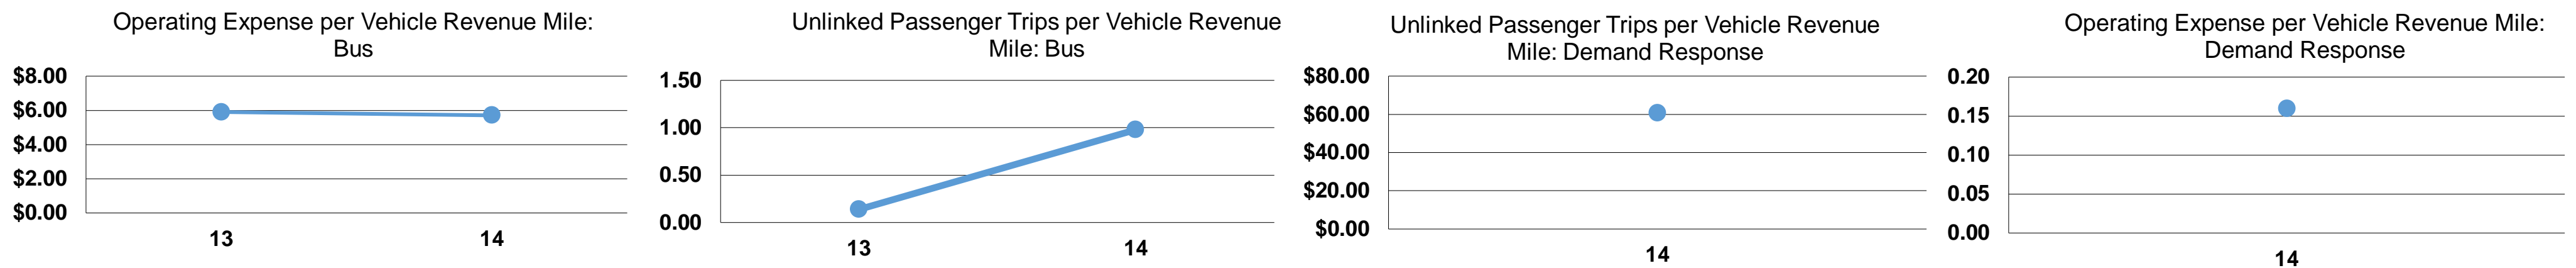 Operating Expense per Vehicle Revenue Mile:
Bus
$8.00
$6.00
$4.00
$2.00
$0.00
13 14
Unlinked Passenger Trips per Vehicle Revenue
Mile: Bus
1.50
1.00
0.50
0.00
13 14
Unlinked Passenger Trips per Vehicle Revenue
Mile: Demand Response
$80.00
$60.00
$40.00
$20.00
$0.00
14
Operating Expense per Vehicle Revenue Mile:
Demand Response
0.20
0.15
0.10
0.05
0.00
14